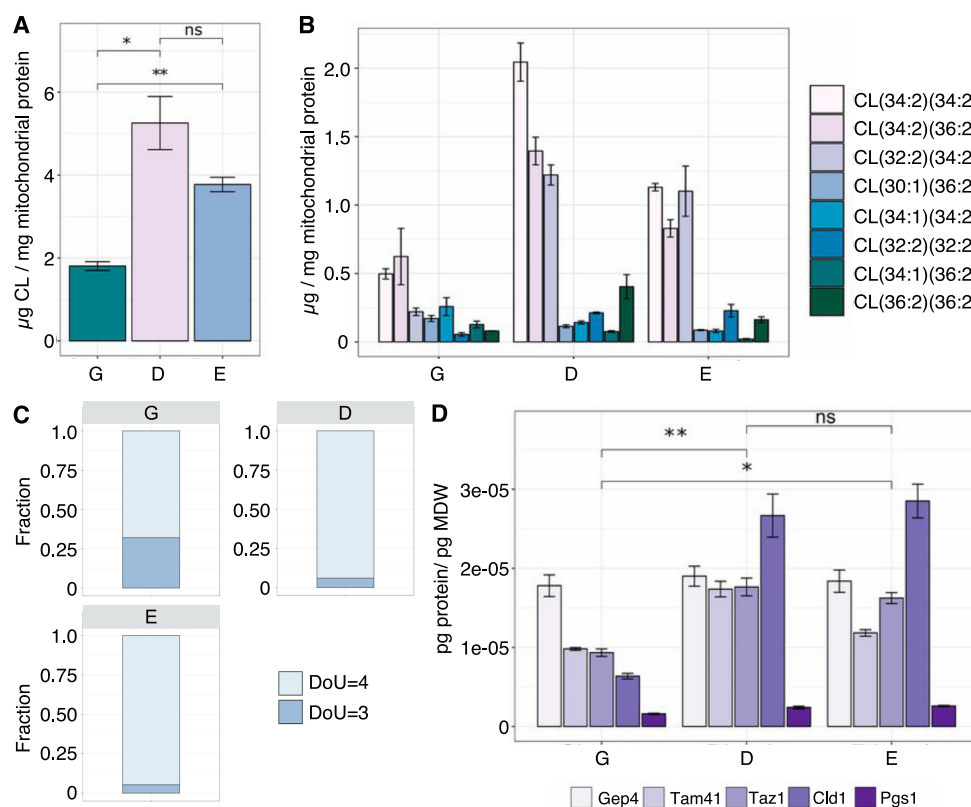 A
µg CL / mg mitochondrial protein
6
4
2
0
*
ns
**
G D E
B
µg / mg mitochondrial protein
2.0
1.5
1.0
0.5
0
G D E
CL(34:2)(34:2
CL(34:2)(36:2
CL(32:2)(34:2
CL(30:1)(36:2
CL(34:1)(34:2
CL(32:2)(32:2
CL(34:1)(36:2
CL(36:2)(36:2
C
G
Fraction
1.0
0.75
0.50
0.25
0
D
1.0
0.75
0.50
0.25
0
E
Fraction
1.0
0.75
0.50
0.25
0
DoU=4
DoU=3
D
pg protein/ pg MDW
3e-05
2e-05
1e-05
0
**
ns
*
G D E
Gep4 Tam41 Taz1 Cld1 Pgs1